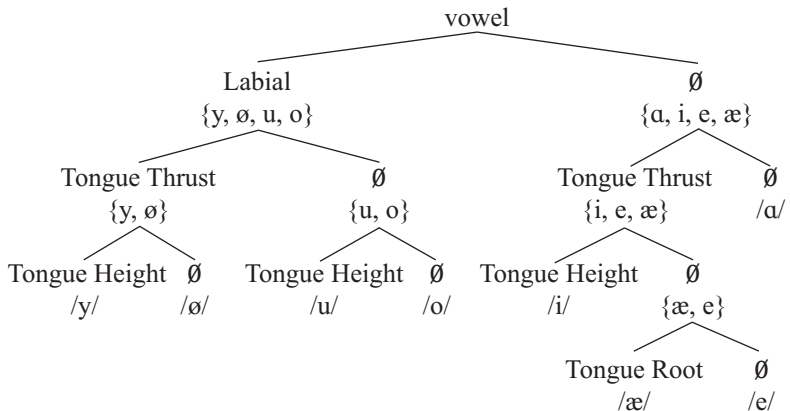 vowel
Labial Ø
{y, ø, u, o} {ɑ, i, e, æ}
Tongue Thrust Ø Tongue Thrust Ø
{y, ø} {u, o} {i, e, æ} /ɑ/
Tongue Height Ø Tongue Height Ø Tongue Height Ø
/y/ /ø/ /u/ /o/ /i/ {æ, e}
Tongue Root Ø
/æ/ /e/